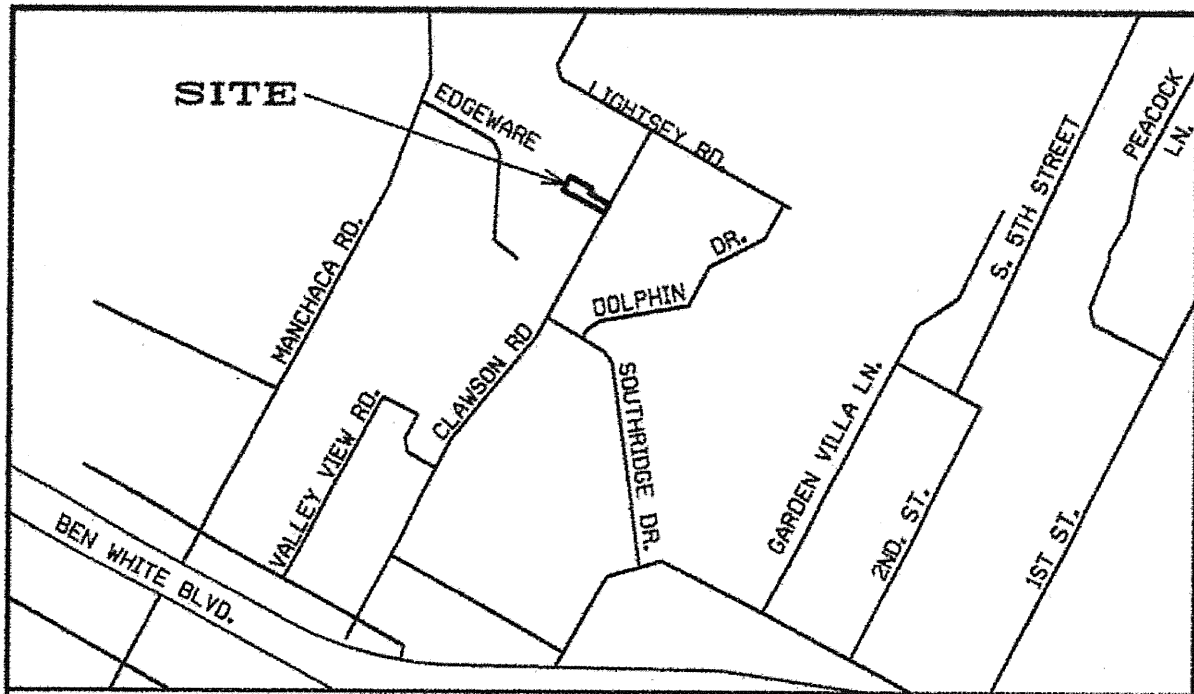 SITE
EDGEWARE
LIGHTSEY RD.
PEACOCK
LN.
S. 5TH STREET
MANCHACA RD.
DR.
DOLPHIN
CLAWSON RD
VALLEY VIEW RD.
SOUTHRIDGE DR.
GARDEN VILLA LN.
2ND. ST.
1ST ST.
BEN WHITE BLVD.